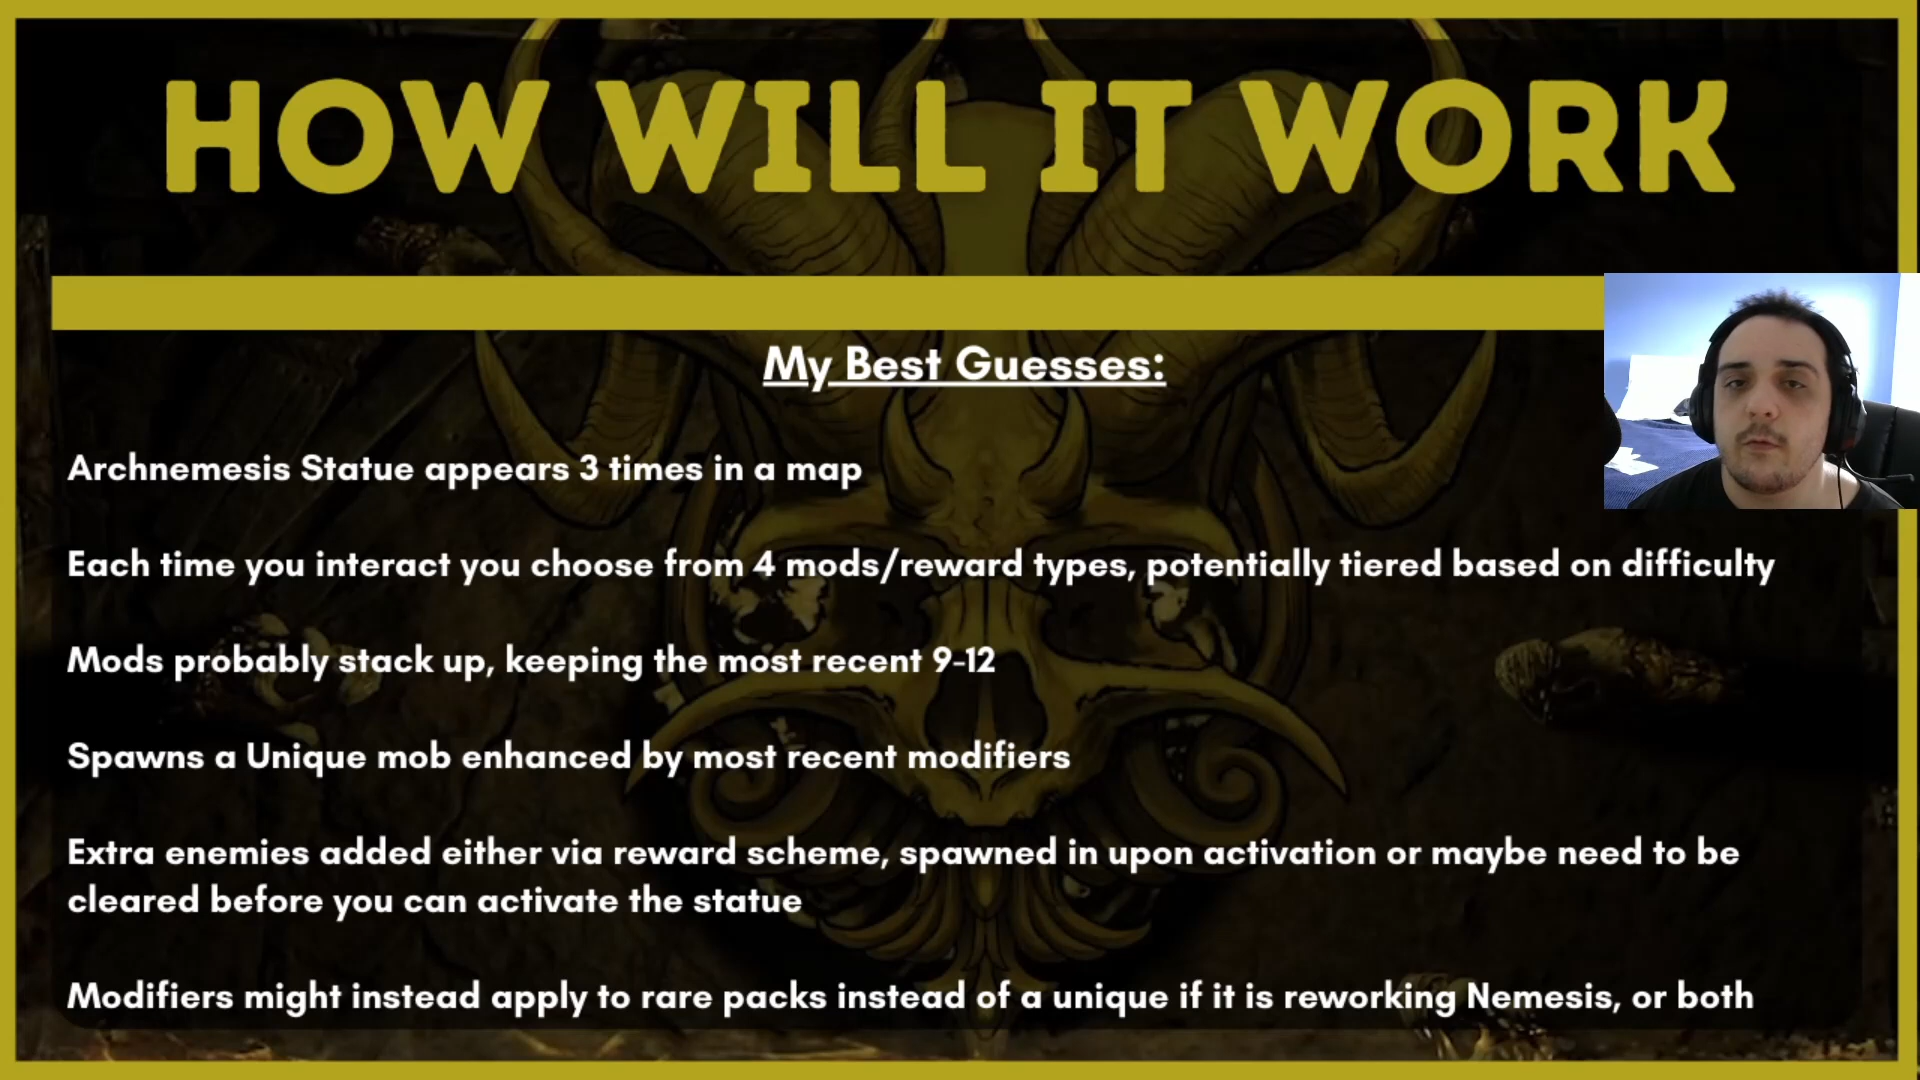 HOW WILL IT WORK
My Best Guesses:
Archnemesis Statue appears 3 times in a map
Each time you interact you choose from 4 mods/reward types, potentially tiered based on difficulty
Mods probably stack up, keeping the most recent 9-12
Spawns a Unique mob enhanced by most recent modifiers
Extra enemies added either via reward scheme, spawned in upon activation or maybe need to be
cleared before you can activate the statue
Modifiers might instead apply to rare packs instead of a unique if it is reworking Nemesis, or both